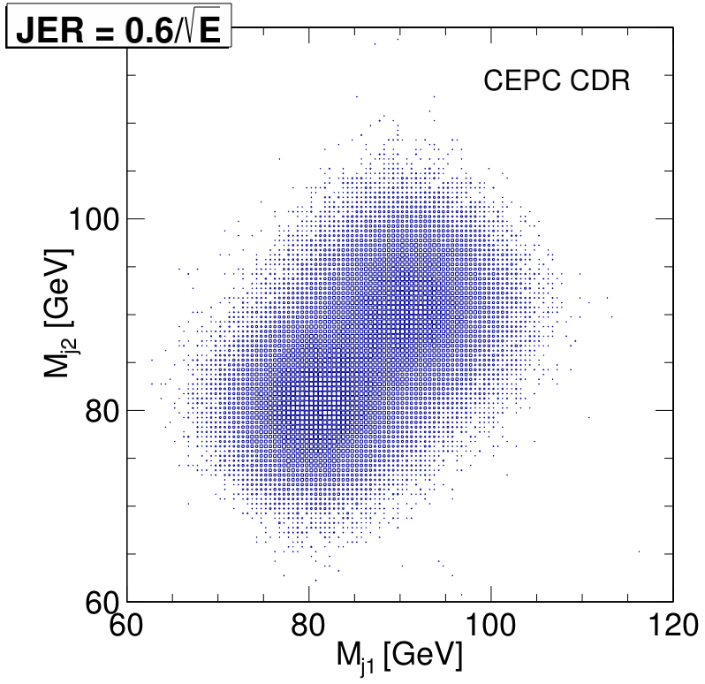 JER = 0.6/√E
CEPC CDR
100
80
60
60 80 100 120
M_j2 [GeV]
M_j1 [GeV]